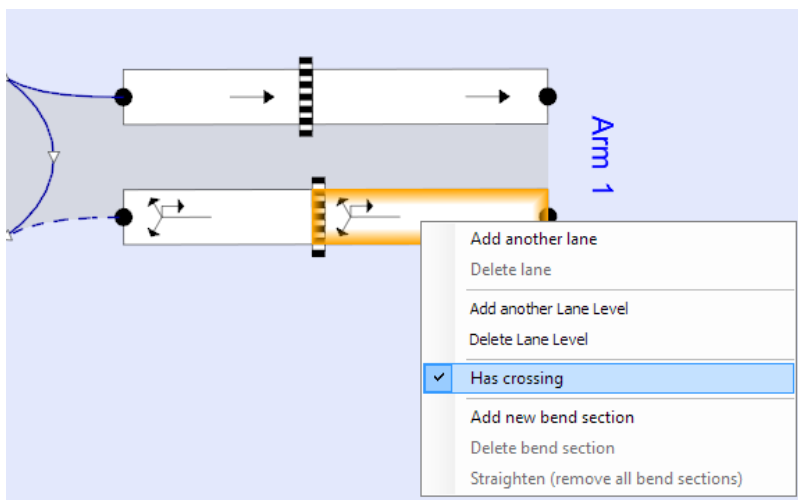 Arm 1
Add another lane
Delete lane
Add another Lane Level
Delete Lane Level
Has crossing
Add new bend section
Delete bend section
Straighten (remove all bend sections)